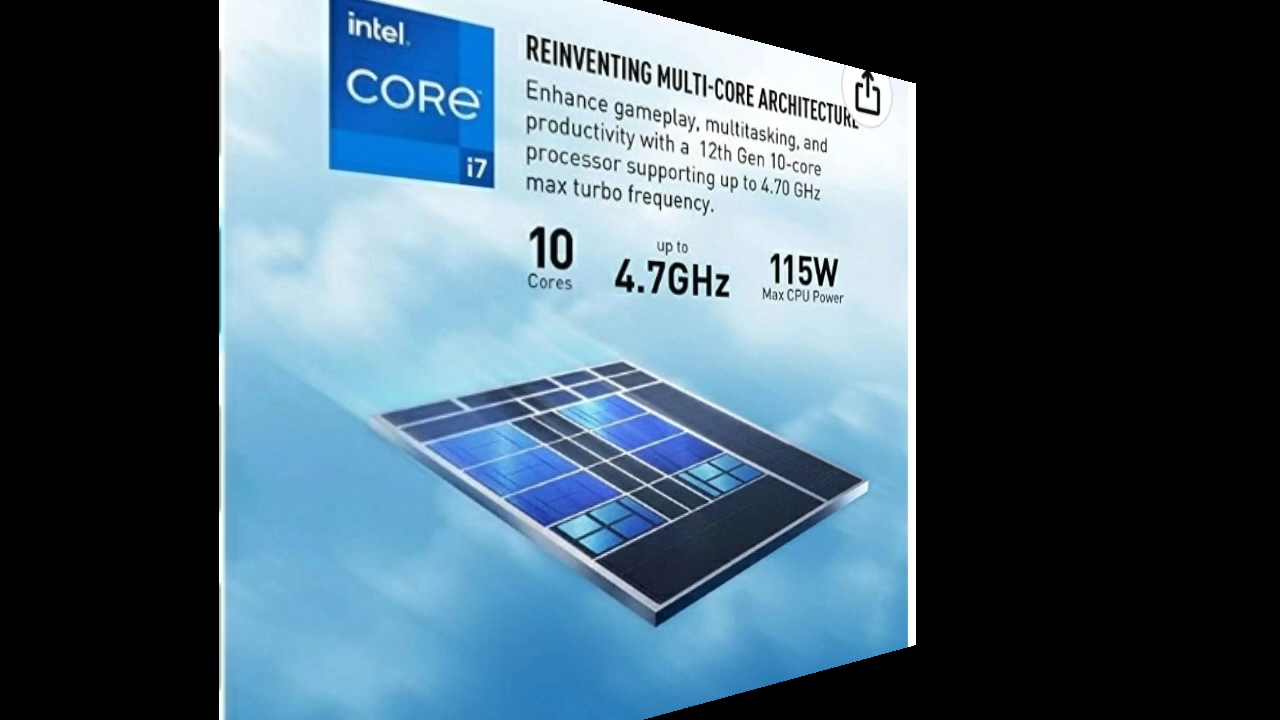 intel.
CORE
i7
REINVENTING MULTI-CORE ARCHITECTURE
Enhance gameplay, multitasking, and
productivity with a 12th Gen 10-core
processor supporting up to 4.70 GHz
max turbo frequency.
10
Cores
up to
4.7GHz
115W
Max CPU Power